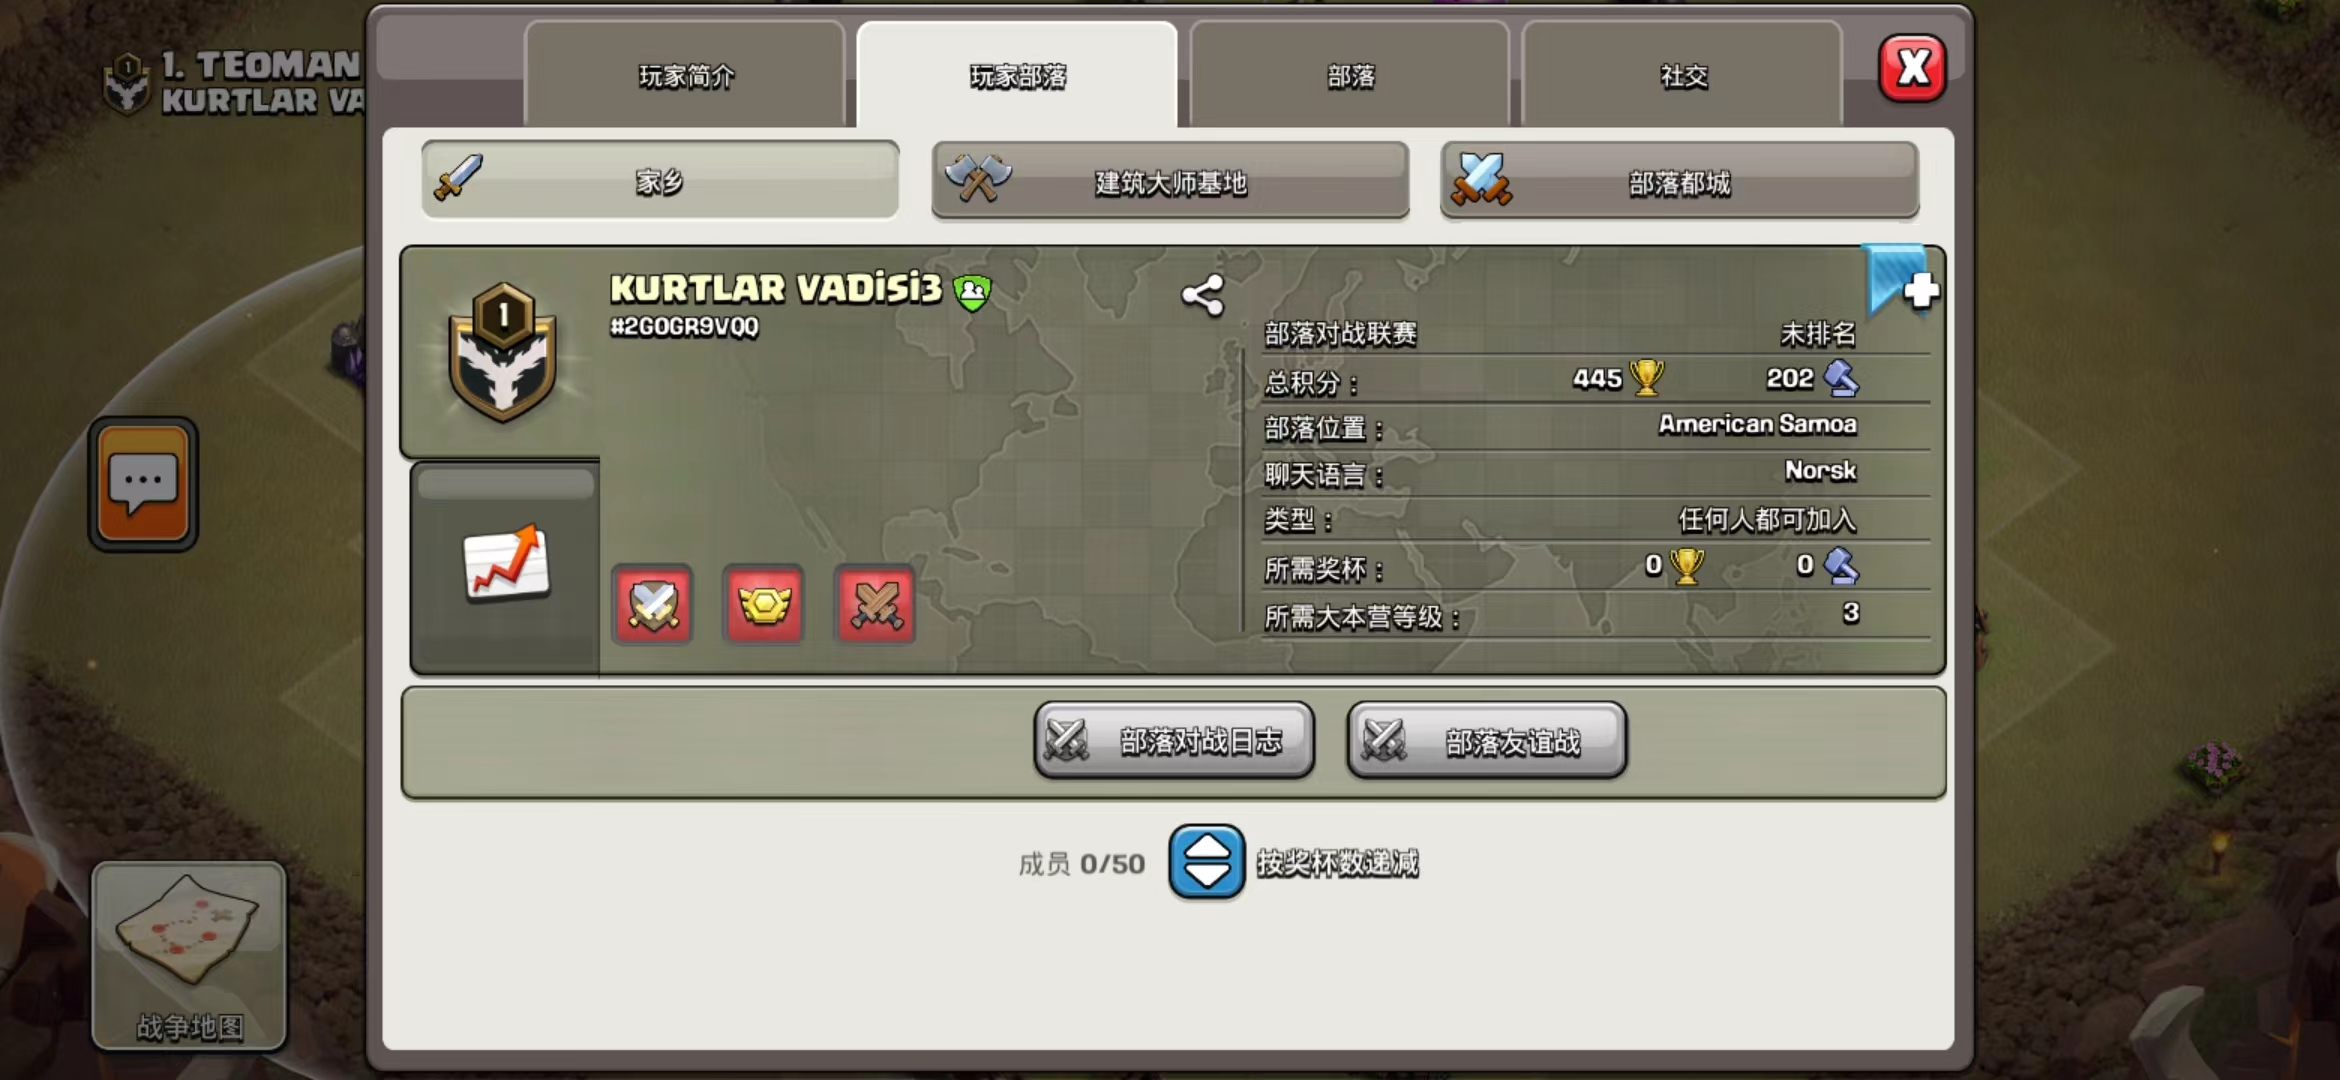 1. TEOMAN
KURTLAR VA
玩家简介
玩家部落
部落
社交
X
家乡
建筑大师基地
部落都城
1
KURTLAR VADiSi3
#2G0GR9VQQ
部落对战联赛 未排名
总积分： 445 202
部落位置： American Samoa
聊天语言： Norsk
类型： 任何人都可加入
所需奖杯： 0 0
所需大本营等级： 3
部落对战日志
部落友谊战
成员 0/50
按奖杯数递减
战争地图